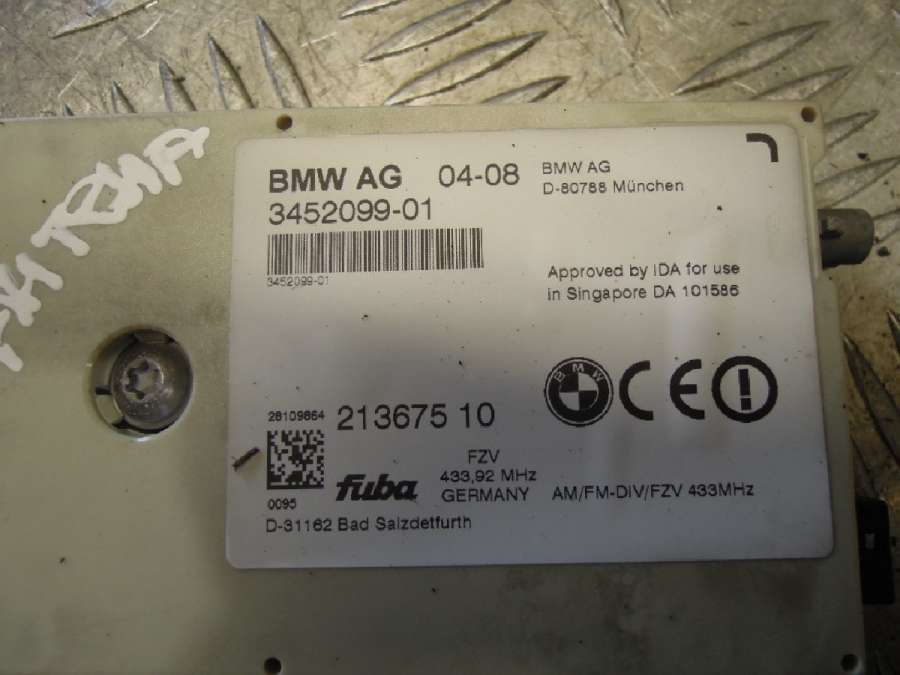 BMW AG 04-08
3452099-01
3452099-01
BMW AG
D-80788 München
Approved by IDA for use
in Singapore DA 101586
BMW
CE
28109864
213675 10
0095
fuba
FZV
433,92 MHz
GERMANY
AM/FM-DIV/FZV 433MHz
D-31162 Bad Salzdetfurth